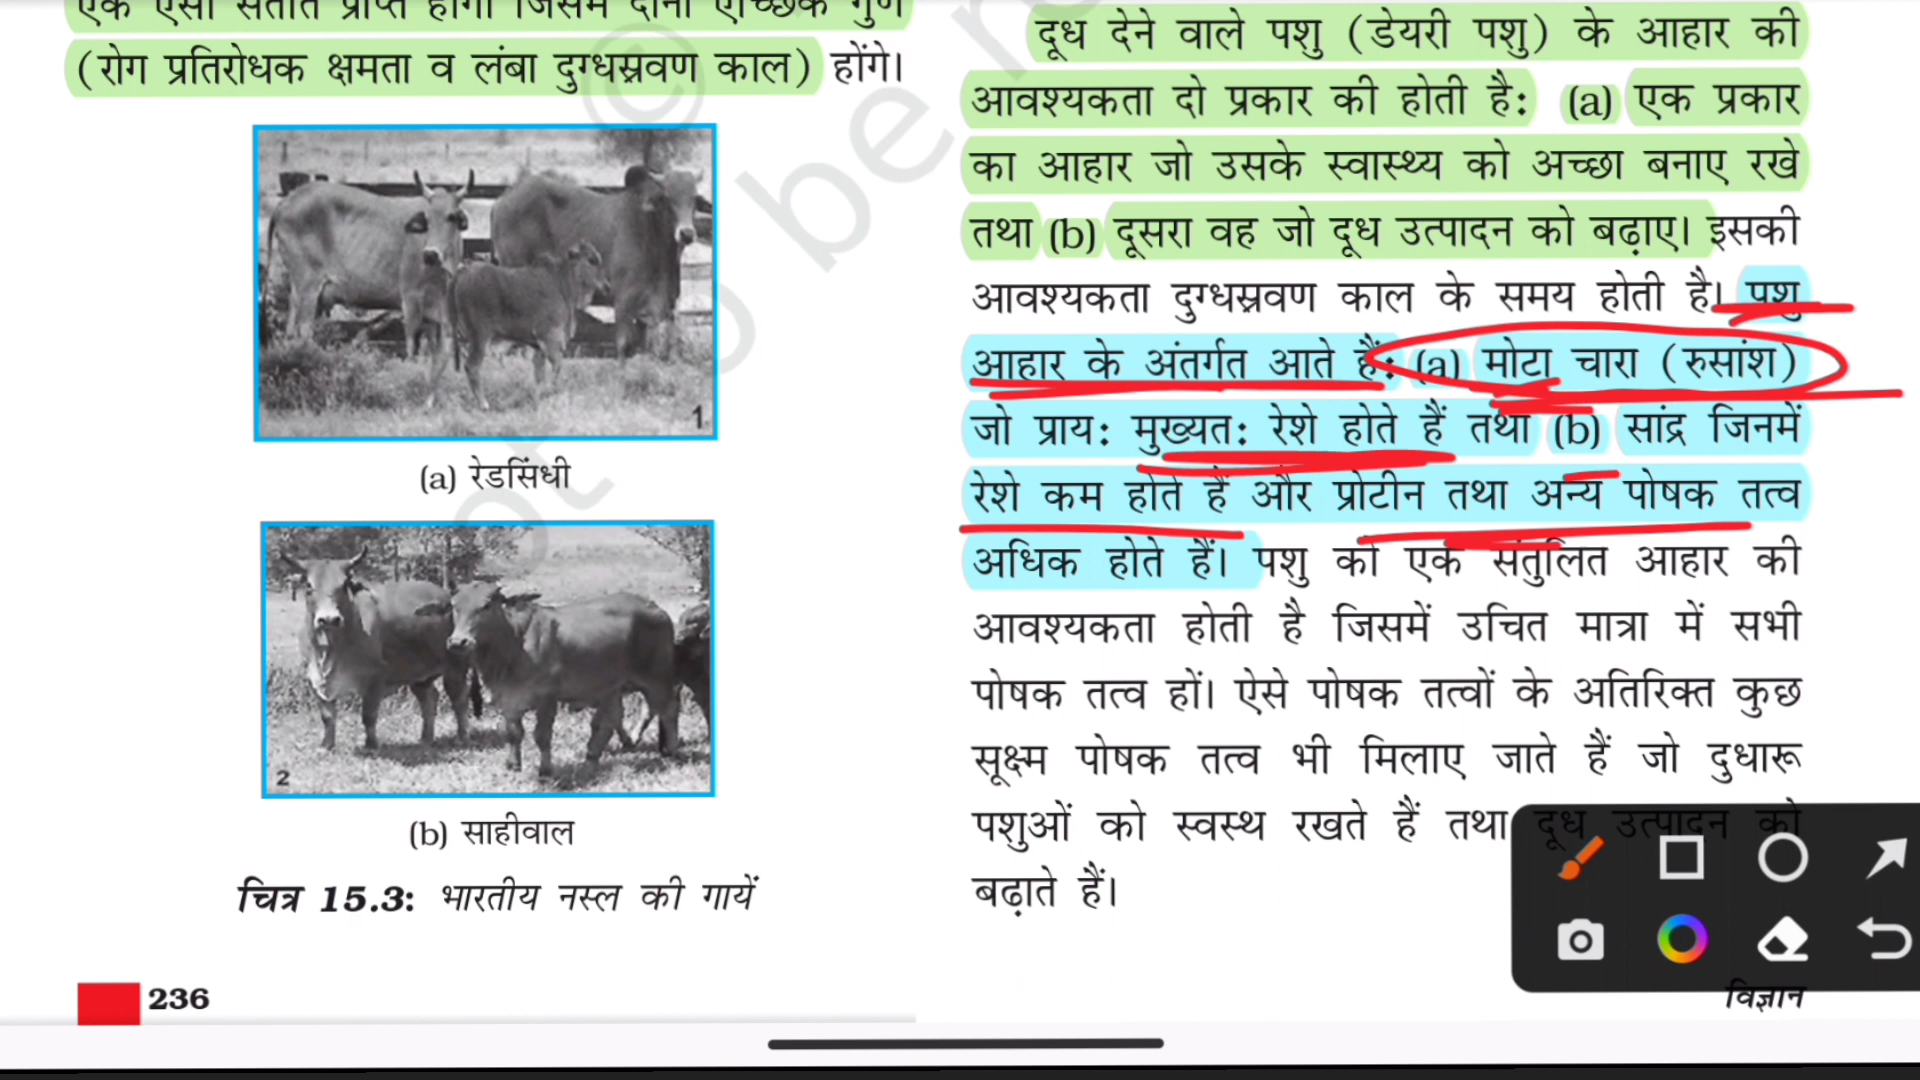 एक ऐसी संतति प्राप्त होगी जिसमें दोनों ऐच्छिक गुण
(रोग प्रतिरोधक क्षमता व लंबा दुग्धस्रवण काल) होंगे।
1
(a) रेडसिंधी
2
(b) साहीवाल
चित्र 15.3: भारतीय नस्ल की गायें
236
दूध देने वाले पशु (डेयरी पशु) के आहार की
आवश्यकता दो प्रकार की होती है: (a) एक प्रकार
का आहार जो उसके स्वास्थ्य को अच्छा बनाए रखे
तथा (b) दूसरा वह जो दूध उत्पादन को बढ़ाए। इसकी
आवश्यकता दुग्धस्रवण काल के समय होती है। पशु
आहार के अंतर्गत आते हैं: (a) मोटा चारा (रुसांश)
जो प्राय: मुख्यत: रेशे होते हैं तथा (b) सांद्र जिनमें
रेशे कम होते हैं और प्रोटीन तथा अन्य पोषक तत्व
अधिक होते हैं। पशु को एक संतुलित आहार की
आवश्यकता होती है जिसमें उचित मात्रा में सभी
पोषक तत्व हों। ऐसे पोषक तत्वों के अतिरिक्त कुछ
सूक्ष्म पोषक तत्व भी मिलाए जाते हैं जो दुधारू
पशुओं को स्वस्थ रखते हैं तथा दूध उत्पादन को
बढ़ाते हैं।
विज्ञान